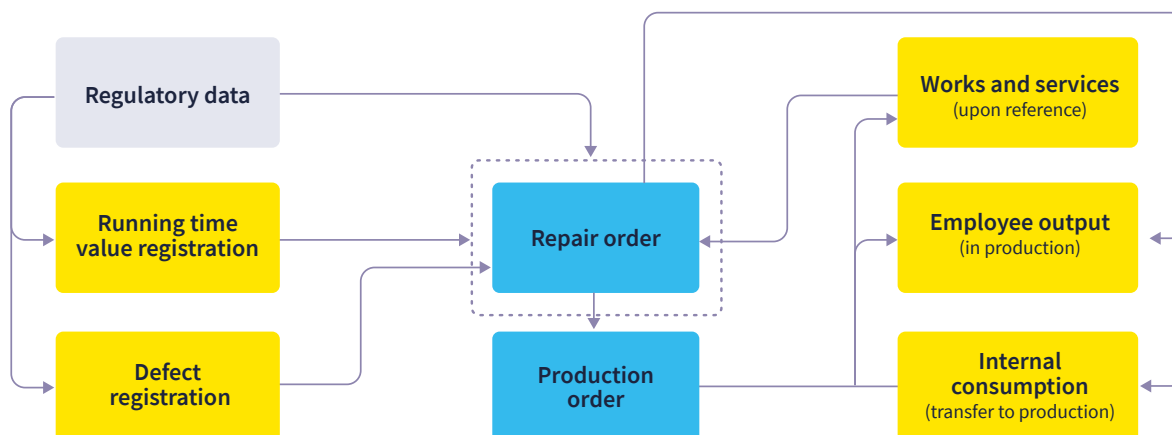 Regulatory data
Works and services
(upon reference)
Running time
value registration
Repair order
Employee output
(in production)
Defect
registration
Production
order
Internal
consumption
(transfer to production)